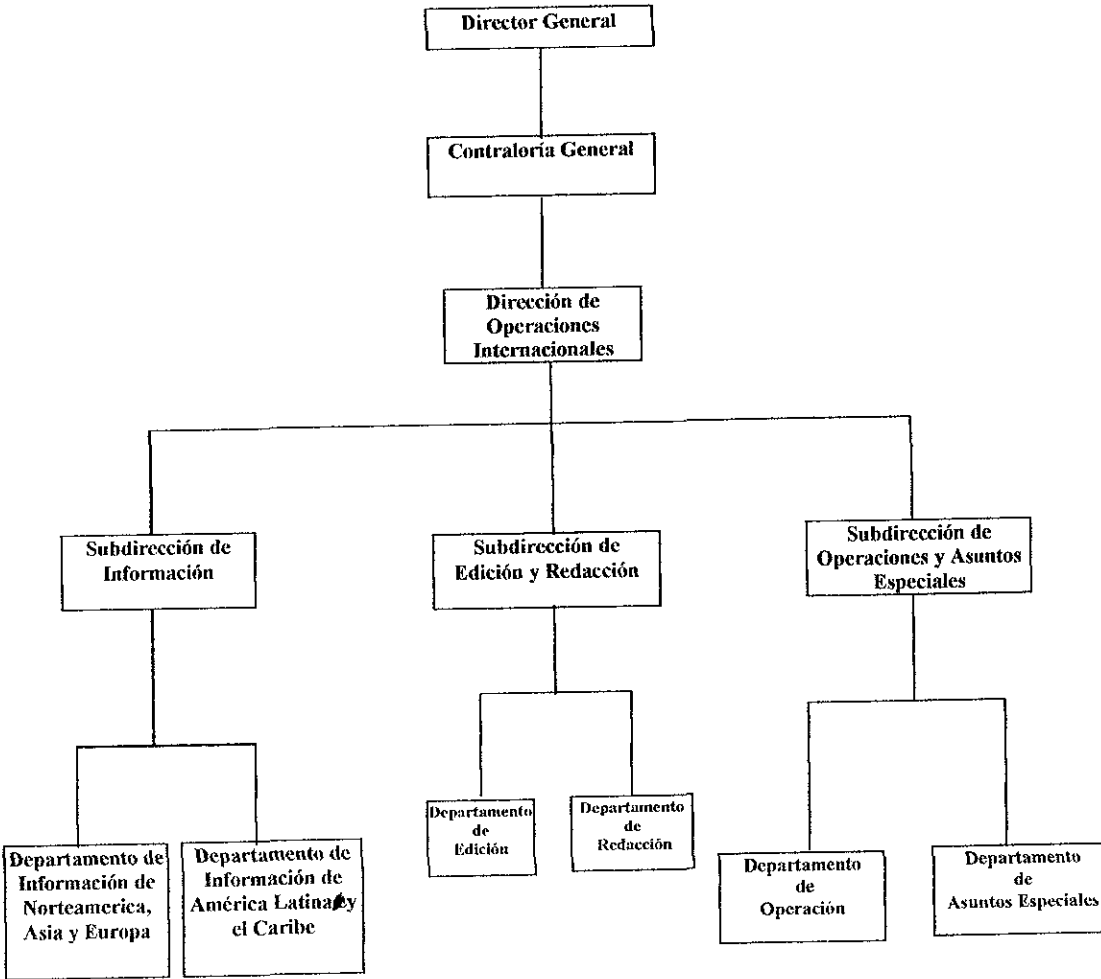 Director General
Contraloría General
Dirección de
Operaciones
Internacionales
Subdirección de
Información
Subdirección de
Edición y Redacción
Subdirección de
Operaciones y Asuntos
Especiales
Departamento de
Información de
Norteamerica,
Asia y Europa
Departamento de
Información de
América Latina y
el Caribe
Departamento
de
Edición
Departamento
de
Redacción
Departamento
de
Operación
Departamento
de
Asuntos Especiales